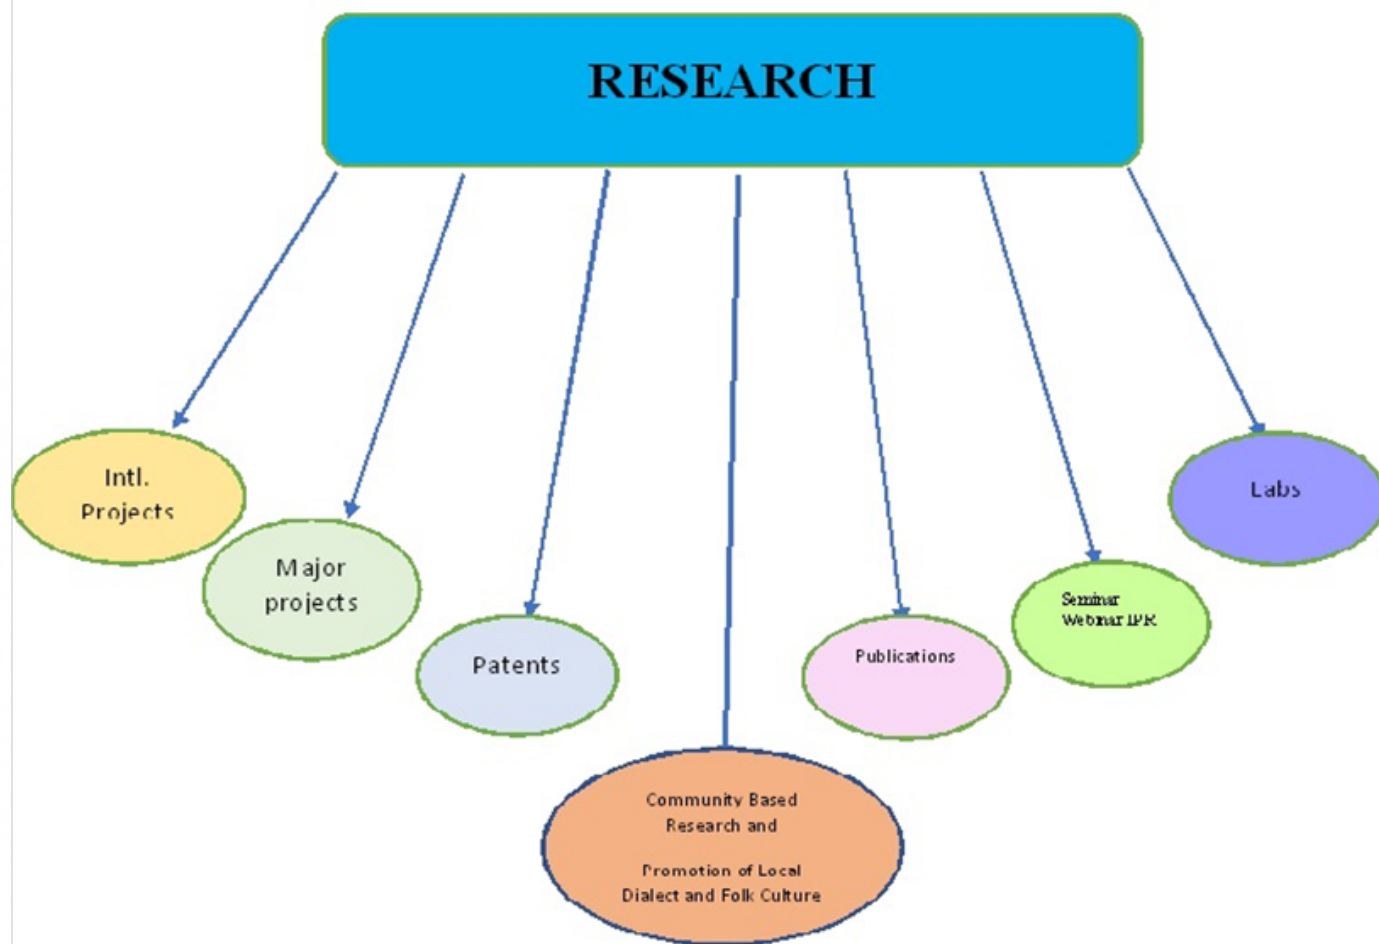 RESEARCH
Intl.
Projects
Major
projects
Patents
Community Based
Research and
Promotion of Local
Dialect and Folk Culture
Publications
Seminar
Webinar IPR
Labs